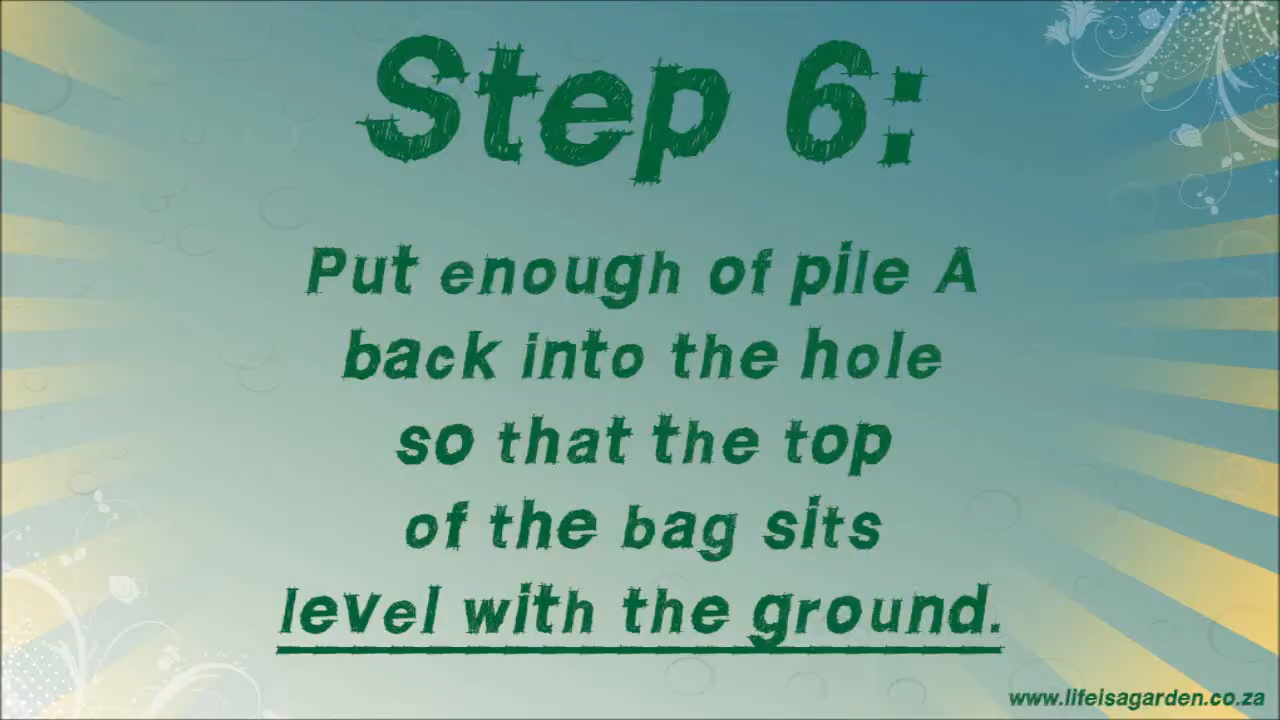 Step 6:
Put enough of pile A
back into the hole
so that the top
of the bag sits
level with the ground.
www.lifeisagarden.co.za